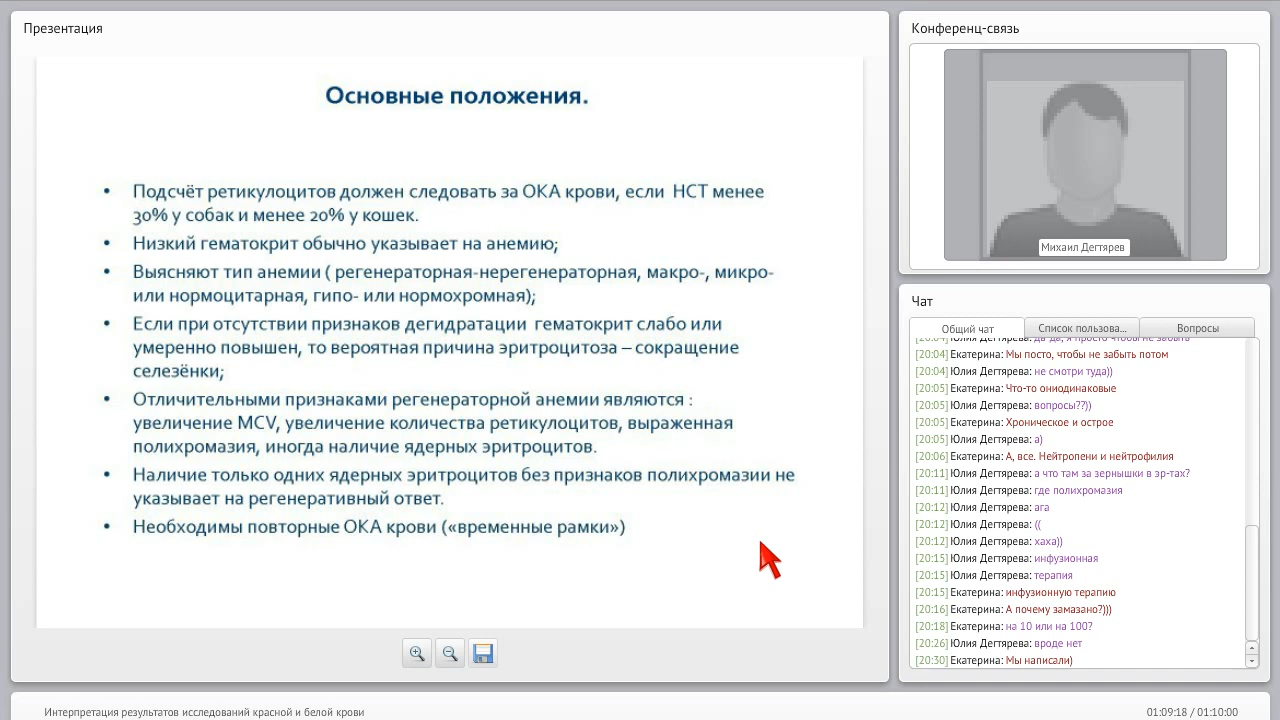 Презентация
Основные положения.
• Подсчёт ретикулоцитов должен следовать за ОКА крови, если НСТ менее
30% у собак и менее 20% у кошек.
• Низкий гематокрит обычно указывает на анемию;
• Выясняют тип анемии ( регенераторная-нерегенераторная, макро-, микро-
или нормоцитарная, гипо- или нормохромная);
• Если при отсутствии признаков дегидратации гематокрит слабо или
умеренно повышен, то вероятная причина эритроцитоза – сокращение
селезёнки;
• Отличительными признаками регенераторной анемии являются :
увеличение MCV, увеличение количества ретикулоцитов, выраженная
полихромазия, иногда наличие ядерных эритроцитов.
• Наличие только одних ядерных эритроцитов без признаков полихромазии не
указывает на регенеративный ответ.
• Необходимы повторные ОКА крови («временные рамки»)
Конференц-связь
Михаил Дегтярев
Чат
Общий чат
Список пользова...
Вопросы
[20:04] Юлия Дегтярева:
[20:04] Екатерина: Мы посто, чтобы не забыть потом
[20:04] Юлия Дегтярева: не смотри туда))
[20:05] Екатерина: Что-то ониодинаковые
[20:05] Юлия Дегтярева: вопросы??))
[20:05] Екатерина: Хроническое и острое
[20:05] Юлия Дегтярева: а)
[20:06] Екатерина: А, все. Нейтропени и нейтрофилия
[20:11] Юлия Дегтярева: а что там за зернышки в эр-тах?
[20:11] Юлия Дегтярева: где полихромазия
[20:12] Юлия Дегтярева: ага
[20:12] Юлия Дегтярева: ((
[20:12] Юлия Дегтярева: хаха))
[20:15] Юлия Дегтярева: инфузионная
[20:15] Юлия Дегтярева: терапия
[20:15] Екатерина: инфузионную терапию
[20:16] Екатерина: А почему замазано?)))
[20:18] Екатерина: на 10 или на 100?
[20:26] Юлия Дегтярева: вроде нет
[20:30] Екатерина: Мы написали)
Интерпретация результатов исследований красной и белой крови
01:09:18 / 01:10:00